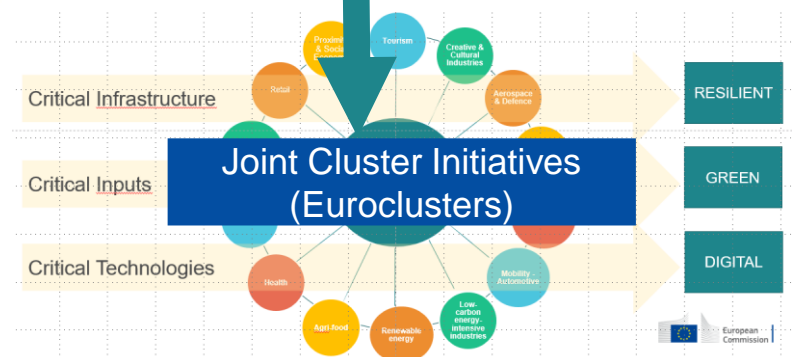 Tourism
Creative &
Cultural
Industries
Retail
Aerospace
& Defence
Critical Infrastructure
RESILIENT
Joint Cluster Initiatives
(Euroclusters)
Critical Inputs
GREEN
Critical Technologies
DIGITAL
Health
Mobility -
Automotive
Agri-food
Renewable
energy
Low-
carbon
energy-
intensive
industries
European
Commission